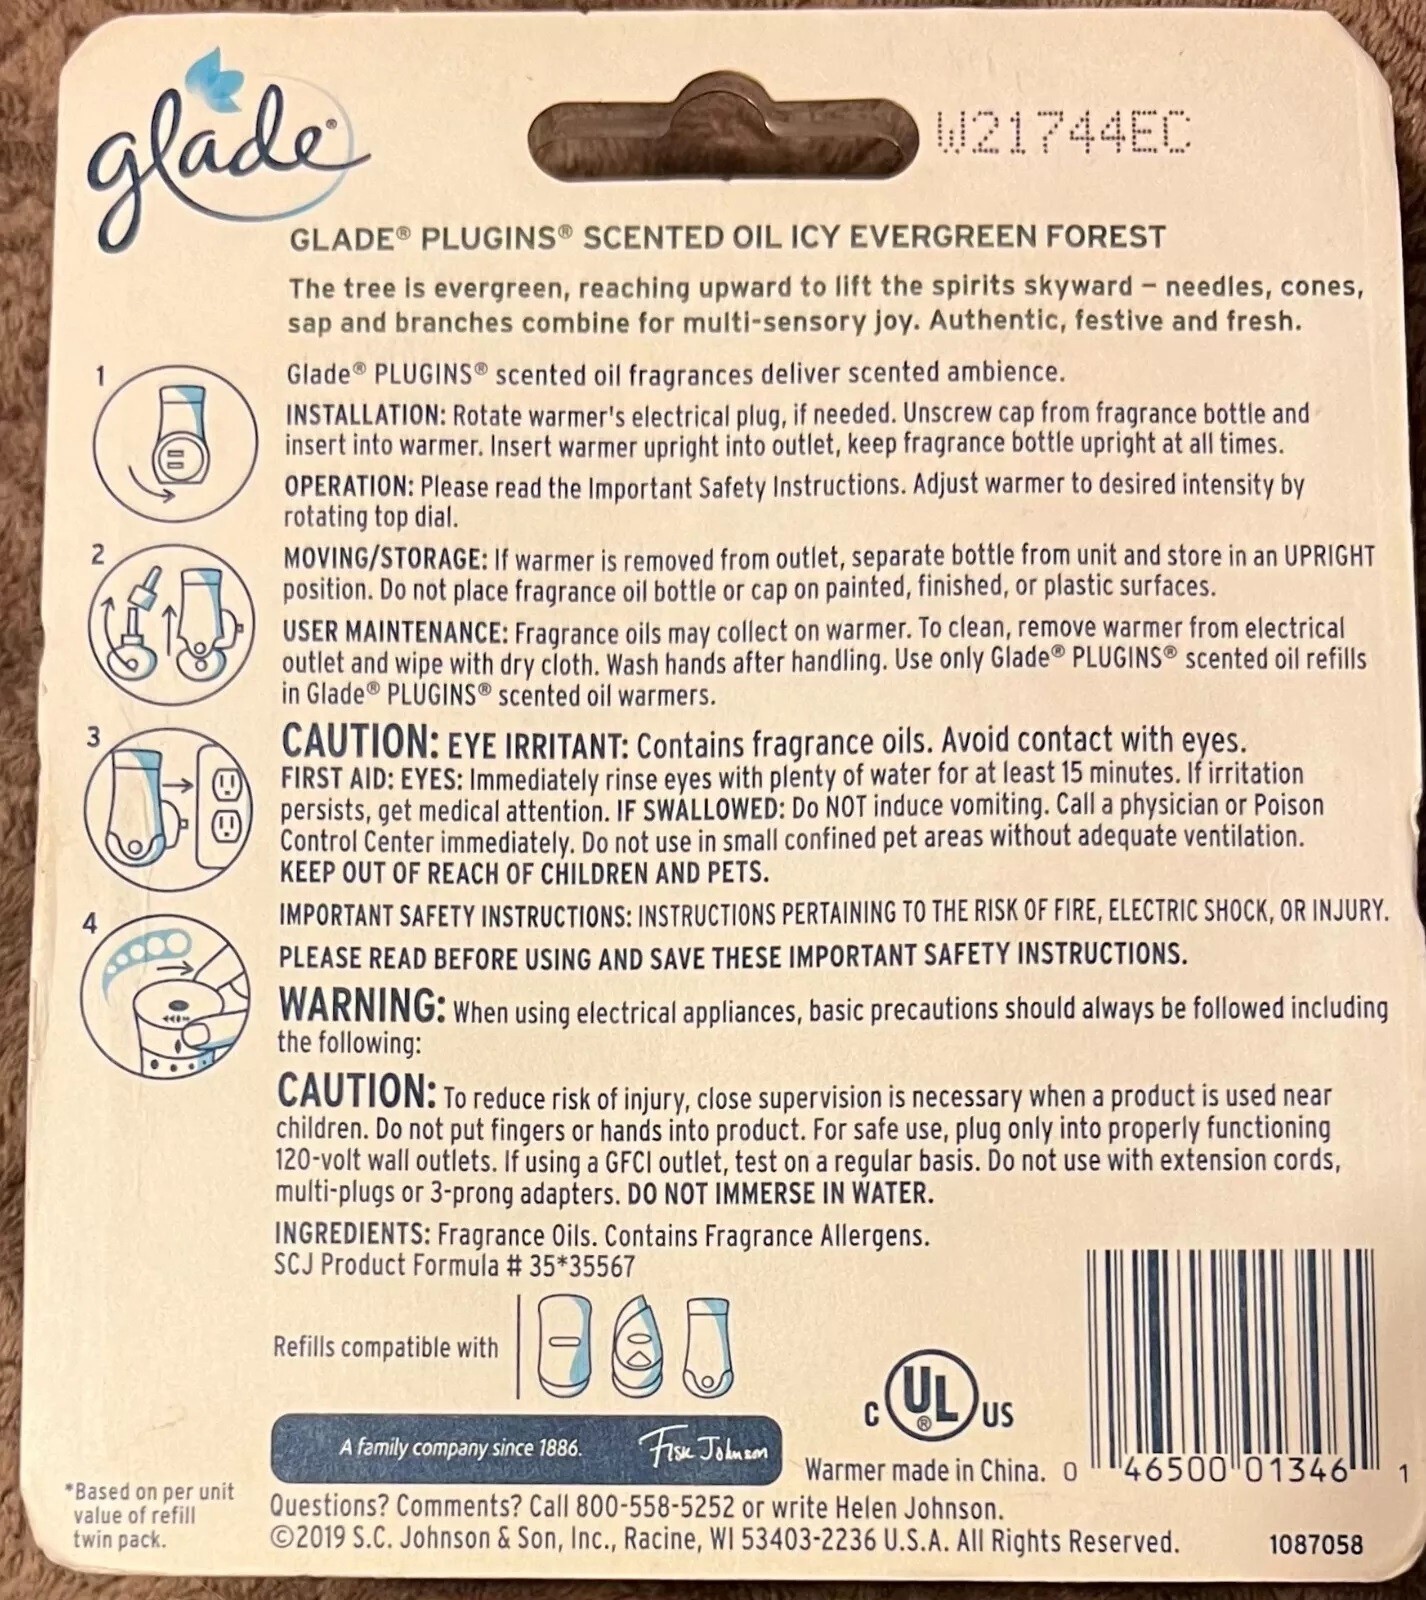 glade®
W21744EC
GLADE® PLUGINS® SCENTED OIL ICY EVERGREEN FOREST
The tree is evergreen, reaching upward to lift the spirits skyward – needles, cones,
sap and branches combine for multi-sensory joy. Authentic, festive and fresh.
1
Glade® PLUGINS® scented oil fragrances deliver scented ambience.
INSTALLATION: Rotate warmer's electrical plug, if needed. Unscrew cap from fragrance bottle and
insert into warmer. Insert warmer upright into outlet, keep fragrance bottle upright at all times.
OPERATION: Please read the Important Safety Instructions. Adjust warmer to desired intensity by
rotating top dial.
2
MOVING/STORAGE: If warmer is removed from outlet, separate bottle from unit and store in an UPRIGHT
position. Do not place fragrance oil bottle or cap on painted, finished, or plastic surfaces.
USER MAINTENANCE: Fragrance oils may collect on warmer. To clean, remove warmer from electrical
outlet and wipe with dry cloth. Wash hands after handling. Use only Glade® PLUGINS® scented oil refills
in Glade® PLUGINS® scented oil warmers.
3
CAUTION: EYE IRRITANT: Contains fragrance oils. Avoid contact with eyes.
FIRST AID: EYES: Immediately rinse eyes with plenty of water for at least 15 minutes. If irritation
persists, get medical attention. IF SWALLOWED: Do NOT induce vomiting. Call a physician or Poison
Control Center immediately. Do not use in small confined pet areas without adequate ventilation.
KEEP OUT OF REACH OF CHILDREN AND PETS.
4
IMPORTANT SAFETY INSTRUCTIONS: INSTRUCTIONS PERTAINING TO THE RISK OF FIRE, ELECTRIC SHOCK, OR INJURY.
PLEASE READ BEFORE USING AND SAVE THESE IMPORTANT SAFETY INSTRUCTIONS.
WARNING: When using electrical appliances, basic precautions should always be followed including
the following:
CAUTION: To reduce risk of injury, close supervision is necessary when a product is used near
children. Do not put fingers or hands into product. For safe use, plug only into properly functioning
120-volt wall outlets. If using a GFCI outlet, test on a regular basis. Do not use with extension cords,
multi-plugs or 3-prong adapters. DO NOT IMMERSE IN WATER.
INGREDIENTS: Fragrance Oils. Contains Fragrance Allergens.
SCJ Product Formula # 35*35567
Refills compatible with
C UL® US
A family company since 1886. Fisk Johnson
Warmer made in China.
0 46500 01346 1
*Based on per unit
value of refill
twin pack.
Questions? Comments? Call 800-558-5252 or write Helen Johnson.
©2019 S.C. Johnson & Son, Inc., Racine, WI 53403-2236 U.S.A. All Rights Reserved.
1087058